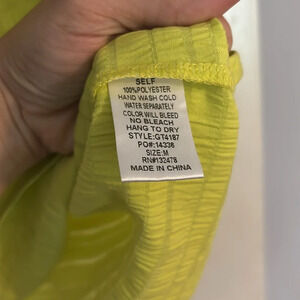 SELF
100%POLYESTER
HAND WASH COLD
WATER SEPARATELY
COLOR WILL BLEED
NO BLEACH
HANG TO DRY
STYLE:GT4187
PO#:14336
SIZE:M
RN#132478
MADE IN CHINA